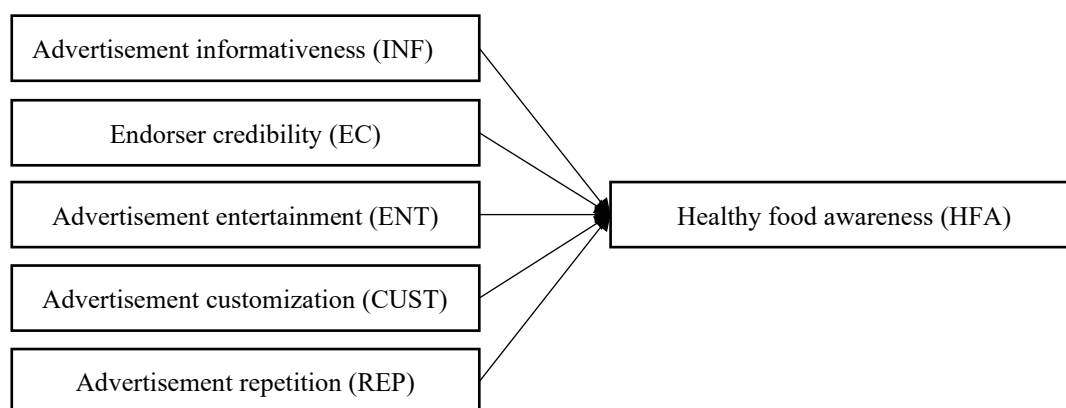 Advertisement informativeness (INF)
Endorser credibility (EC)
Advertisement entertainment (ENT)
Healthy food awareness (HFA)
Advertisement customization (CUST)
Advertisement repetition (REP)